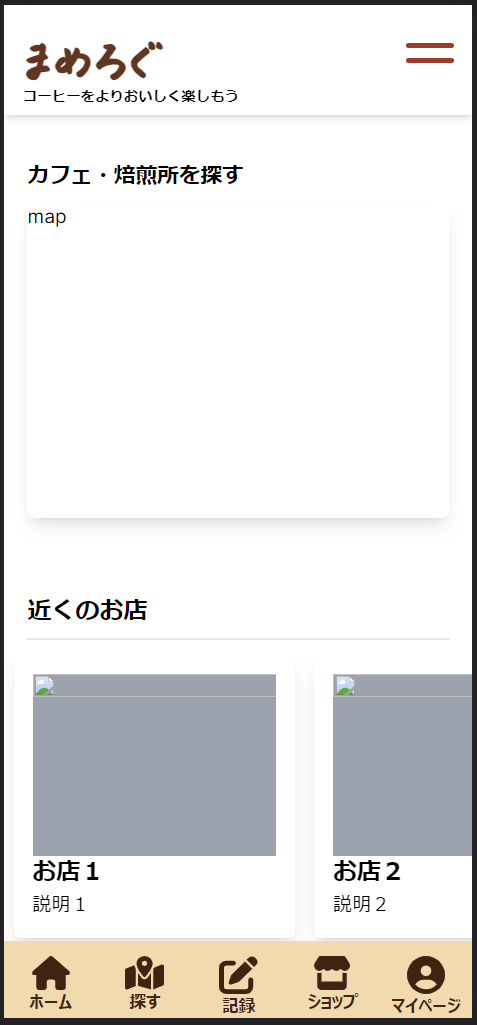 まめろぐ
コーヒーをよりおいしく楽しもう
カフェ・焙煎所を探す
map
近くのお店
お店１ お店２
説明１ 説明２
ホーム 探す 記録 ショップ マイページ